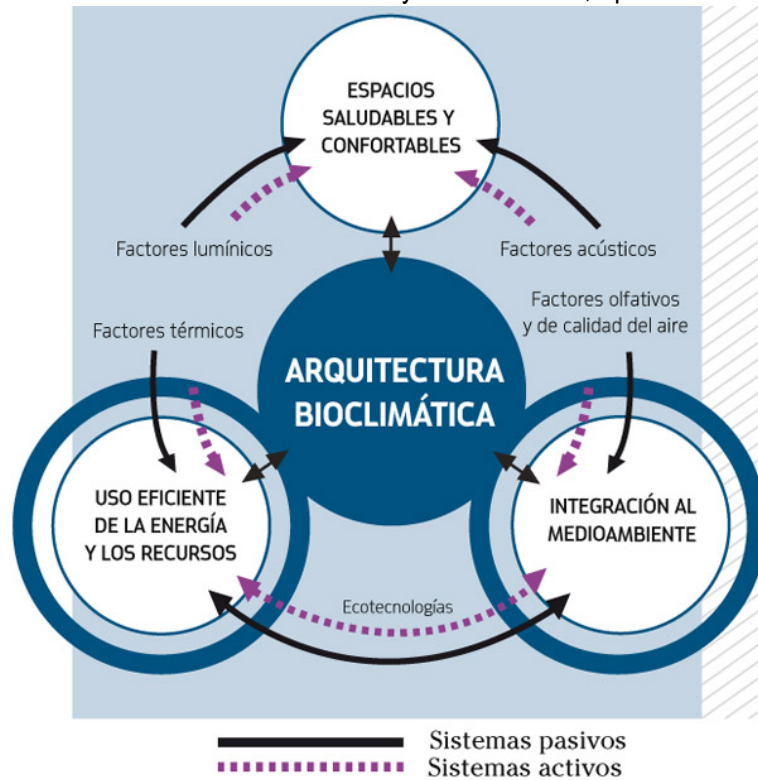 ESPACIOS
SALUDABLES Y
CONFORTABLES
Factores lumínicos
Factores acústicos
Factores térmicos
Factores olfativos
y de calidad del aire
ARQUITECTURA
BIOCLIMÁTICA
USO EFICIENTE
DE LA ENERGÍA
Y LOS RECURSOS
INTEGRACIÓN AL
MEDIOAMBIENTE
Ecotecnologías
Sistemas pasivos
Sistemas activos